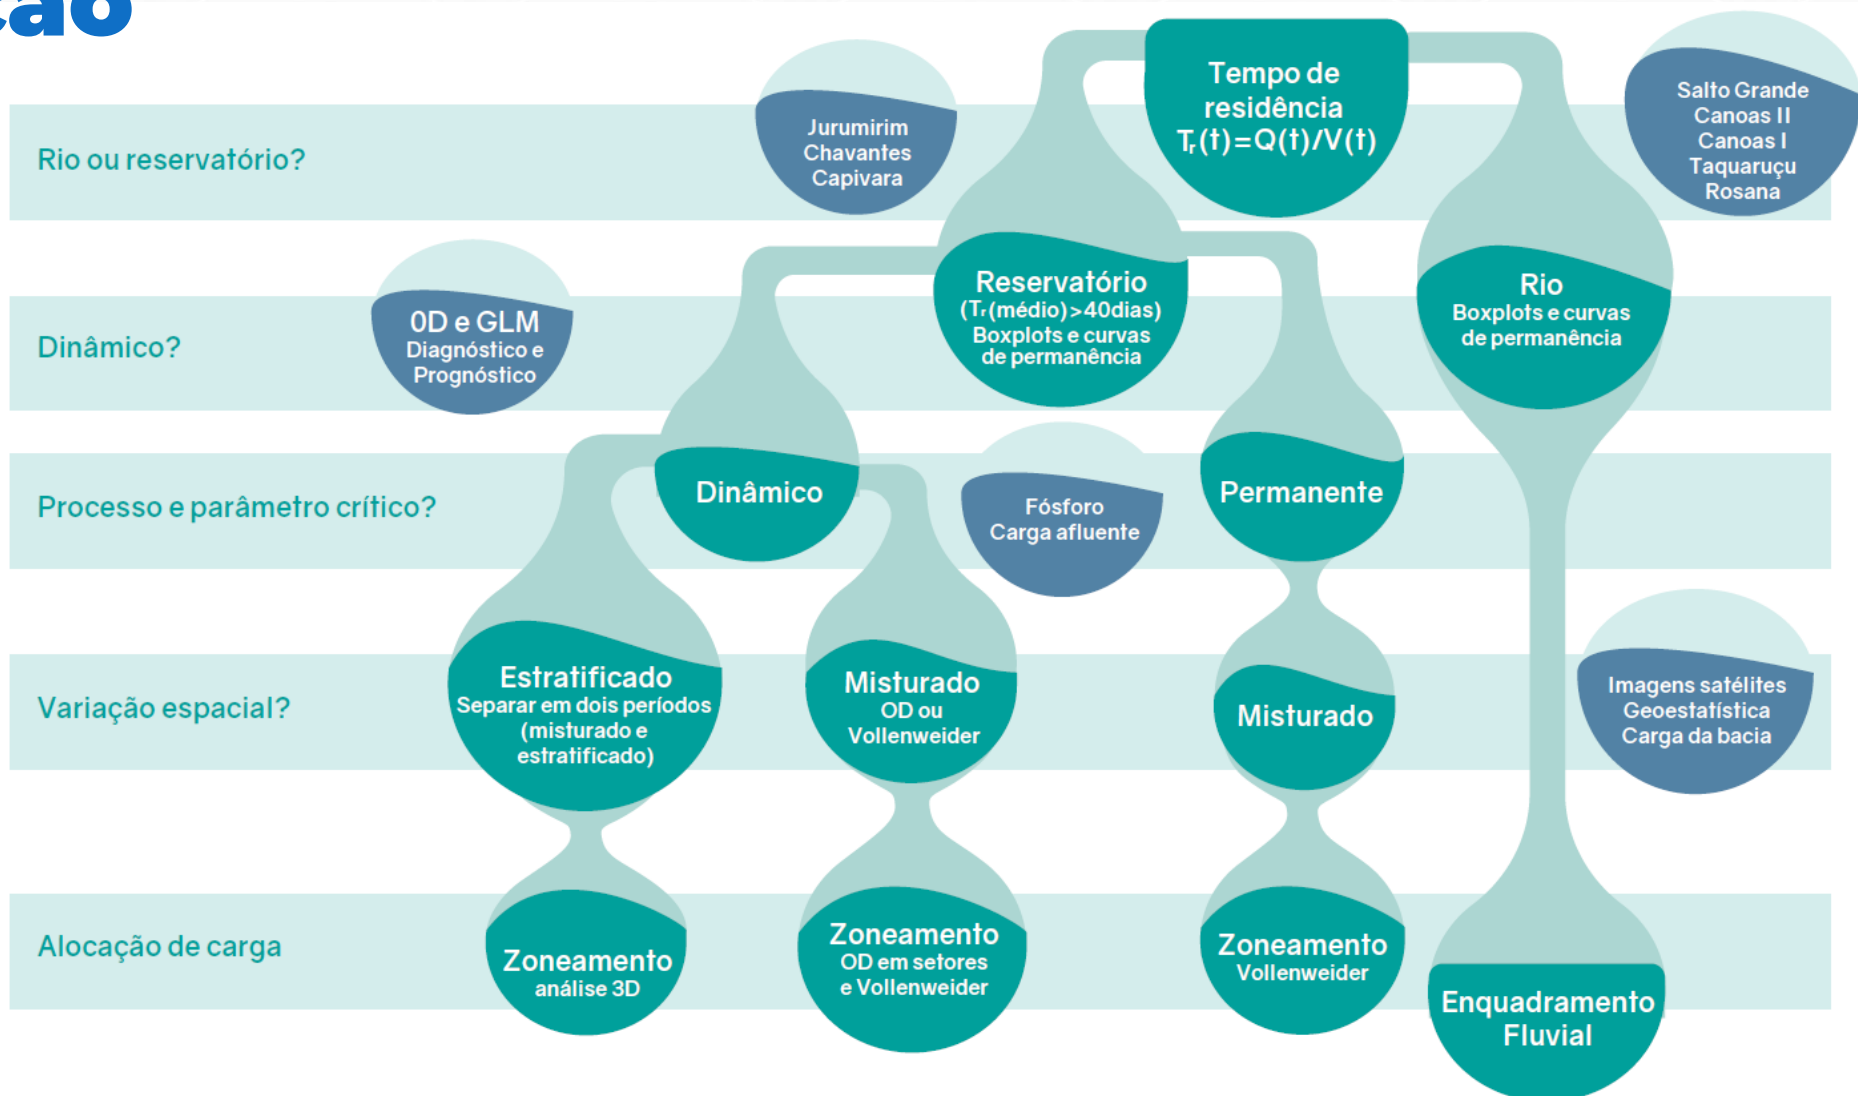 ção
Tempo de
residência
Tr(t)=Q(t)/V(t)
Salto Grande
Canoas II
Canoas I
Taquaruçu
Rosana
Jurumirim
Chavantes
Capivara
Rio ou reservatório?
Reservatório
(Tr(médio)>40dias)
Boxplots e curvas
de permanência
Rio
Boxplots e curvas
de permanência
0D e GLM
Diagnóstico e
Prognóstico
Dinâmico?
Dinâmico
Fósforo
Carga afluente
Permanente
Processo e parâmetro crítico?
Estratificado
Separar em dois períodos
(misturado e
estratificado)
Misturado
OD ou
Vollenweider
Misturado
Imagens satélites
Geoestatística
Carga da bacia
Variação espacial?
Zoneamento
análise 3D
Zoneamento
OD em setores
e Vollenweider
Zoneamento
Vollenweider
Alocação de carga
Enquadramento
Fluvial